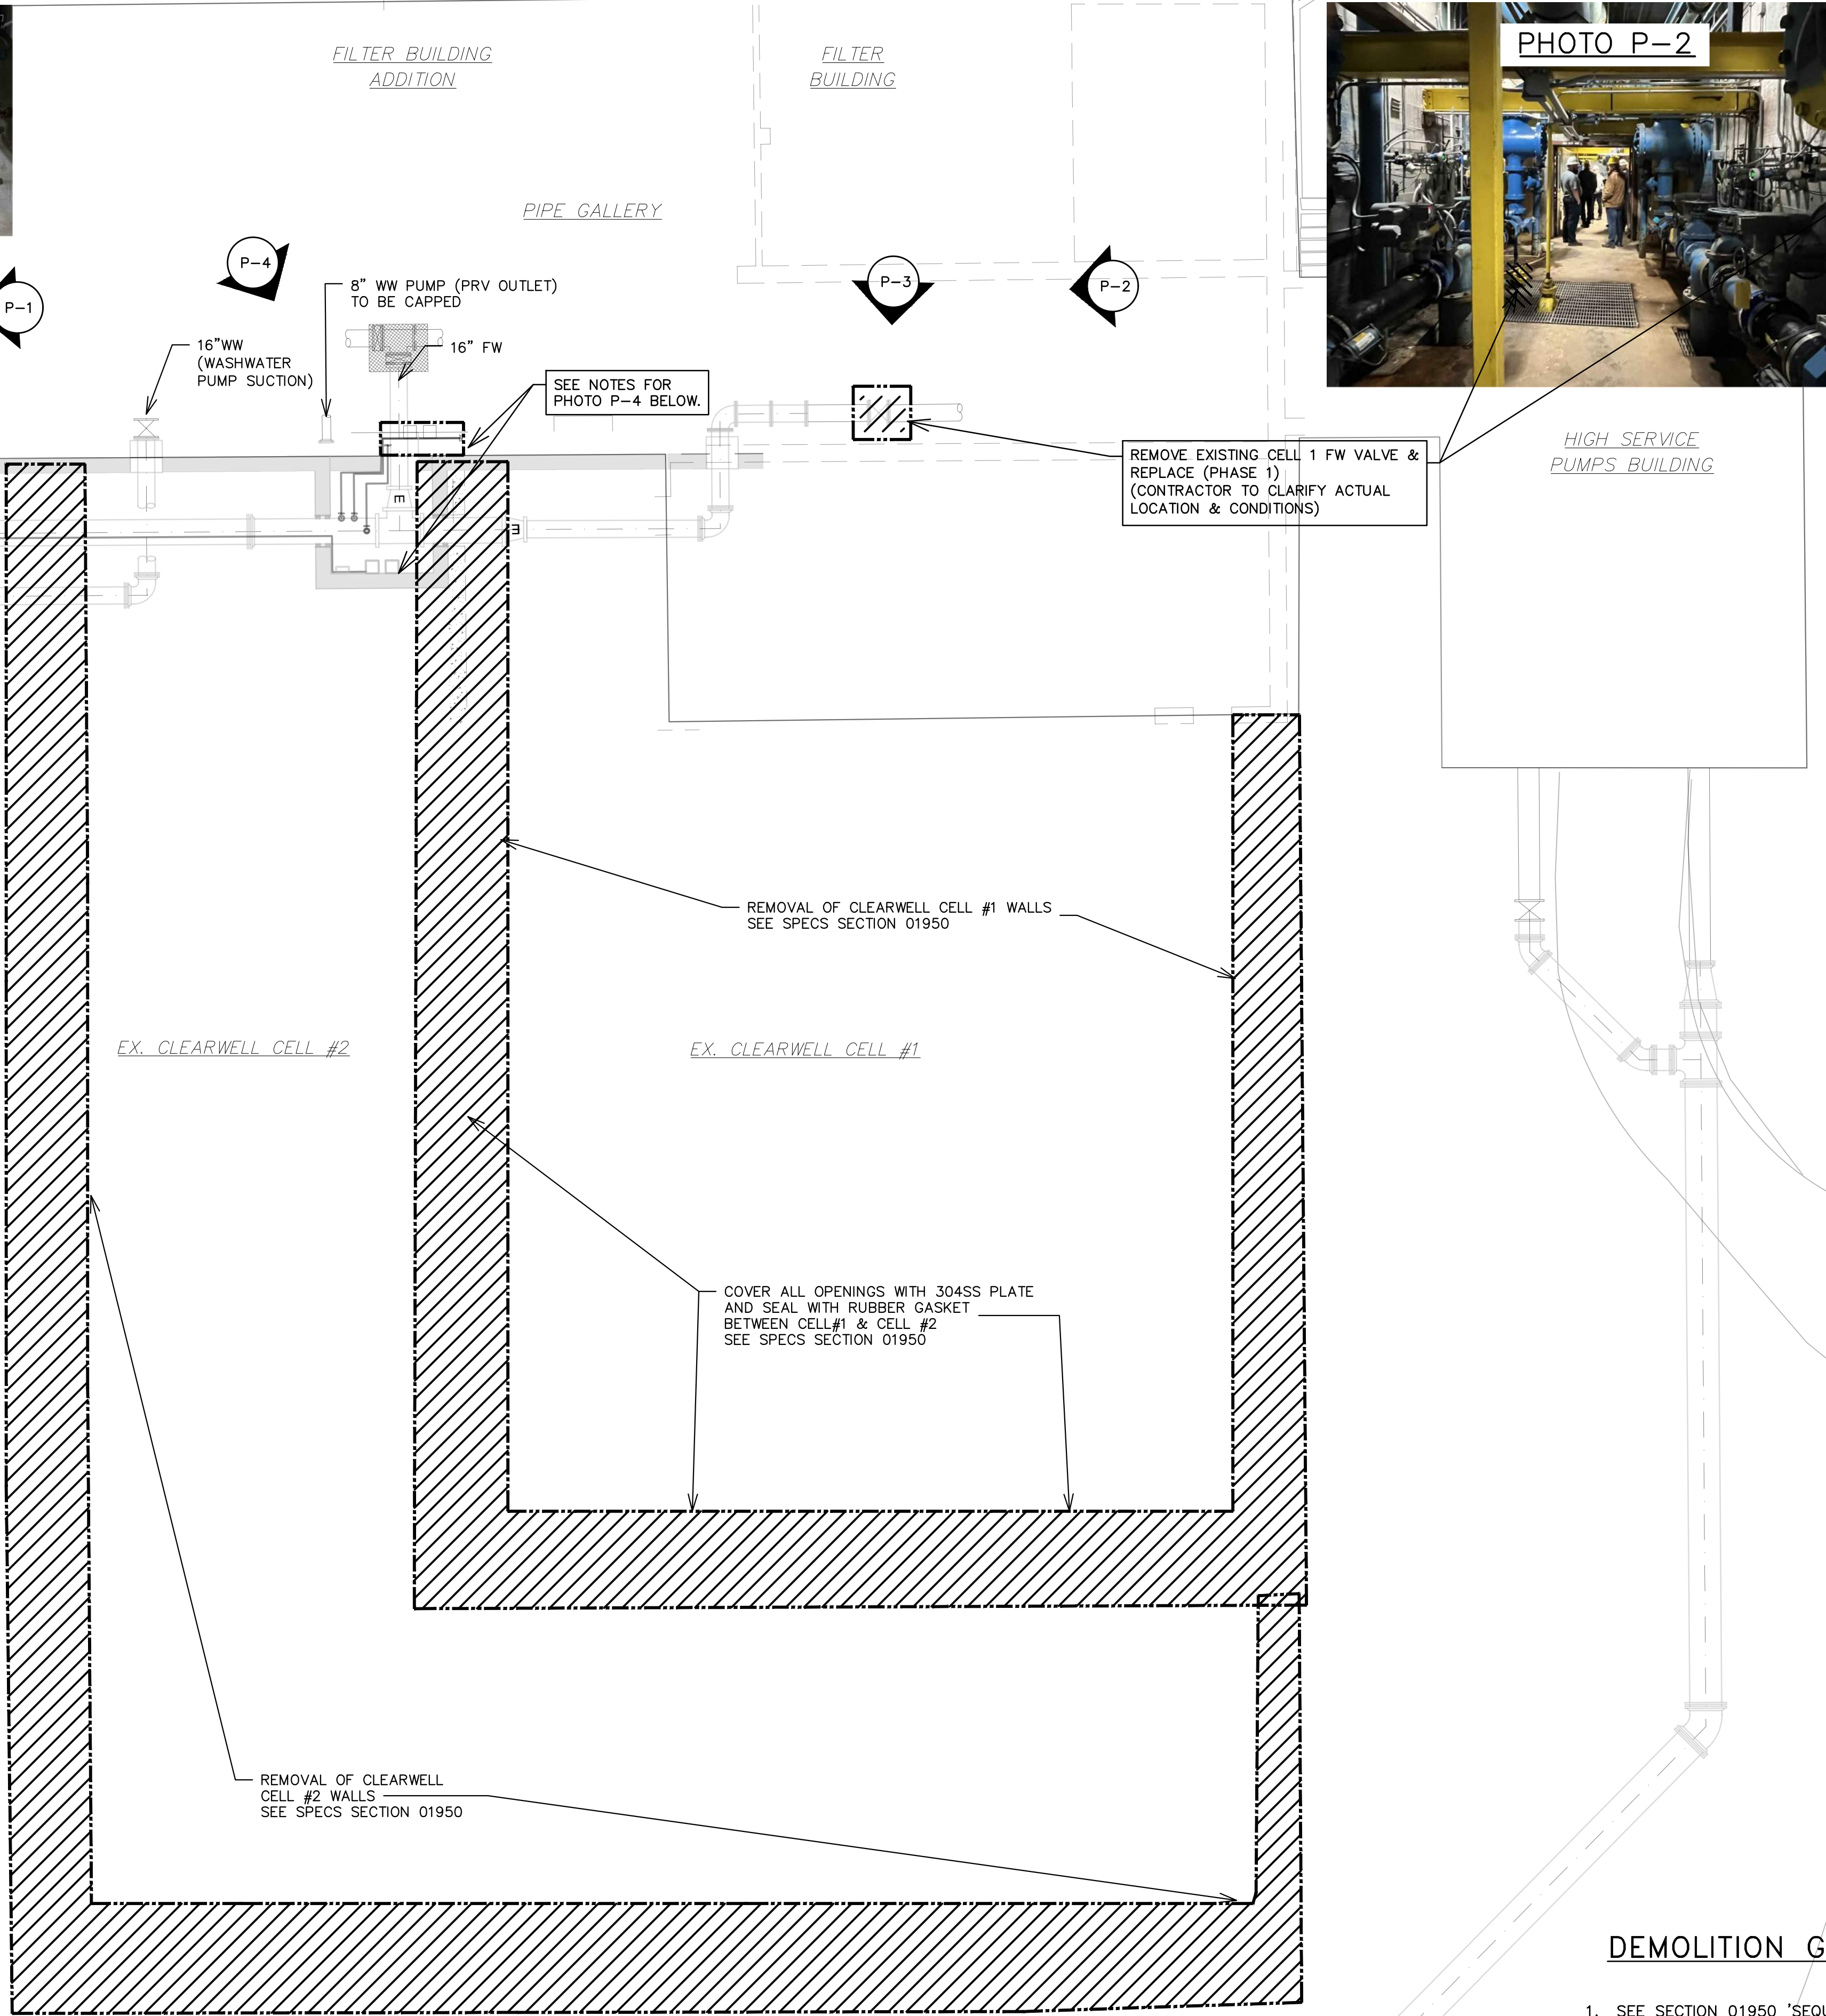 FILTER BUILDING
ADDITION
FILTER
BUILDING
PHOTO P-2
PIPE GALLERY
P-4
P-3
P-2
P-1
8" WW PUMP (PRV OUTLET)
TO BE CAPPED
16"WW
(WASHWATER
PUMP SUCTION)
16" FW
SEE NOTES FOR
PHOTO P-4 BELOW.
REMOVE EXISTING CELL 1 FW VALVE &
REPLACE (PHASE 1)
(CONTRACTOR TO CLARIFY ACTUAL
LOCATION & CONDITIONS)
HIGH SERVICE
PUMPS BUILDING
E
E
REMOVAL OF CLEARWELL CELL #1 WALLS
SEE SPECS SECTION 01950
EX. CLEARWELL CELL #2
EX. CLEARWELL CELL #1
COVER ALL OPENINGS WITH 304SS PLATE
AND SEAL WITH RUBBER GASKET
BETWEEN CELL#1 & CELL #2
SEE SPECS SECTION 01950
REMOVAL OF CLEARWELL
CELL #2 WALLS
SEE SPECS SECTION 01950
DEMOLITION G
1. SEE SECTION 01950 'SEQU